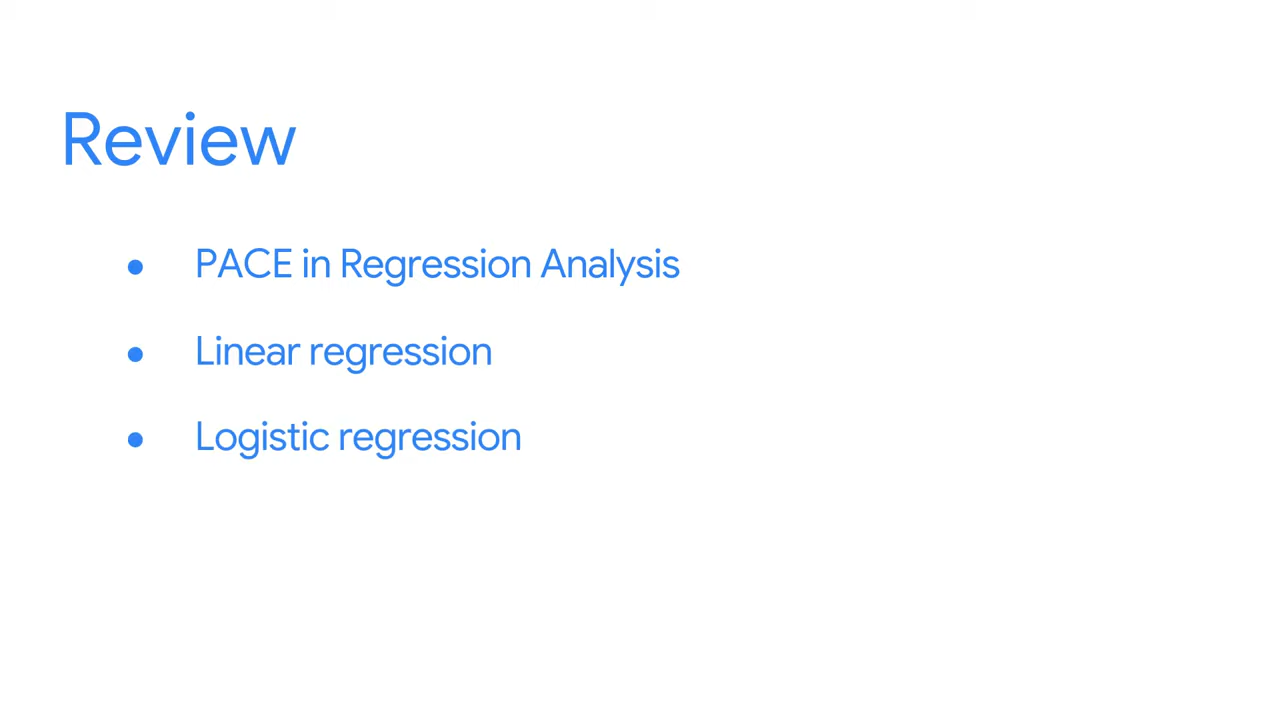 Review
● PACE in Regression Analysis
● Linear regression
● Logistic regression